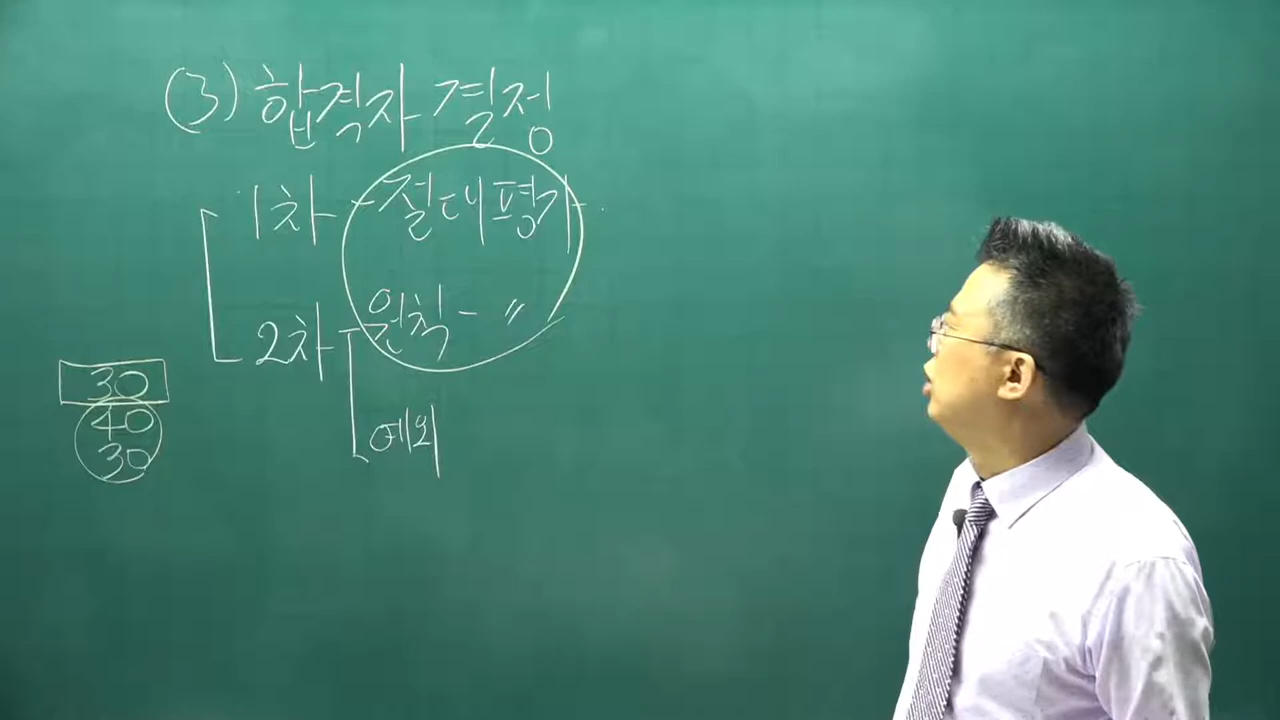 (3) 합격자 결정
1차 - 절대평가 -
2차 원칙 - 〃
예외
30
40
30